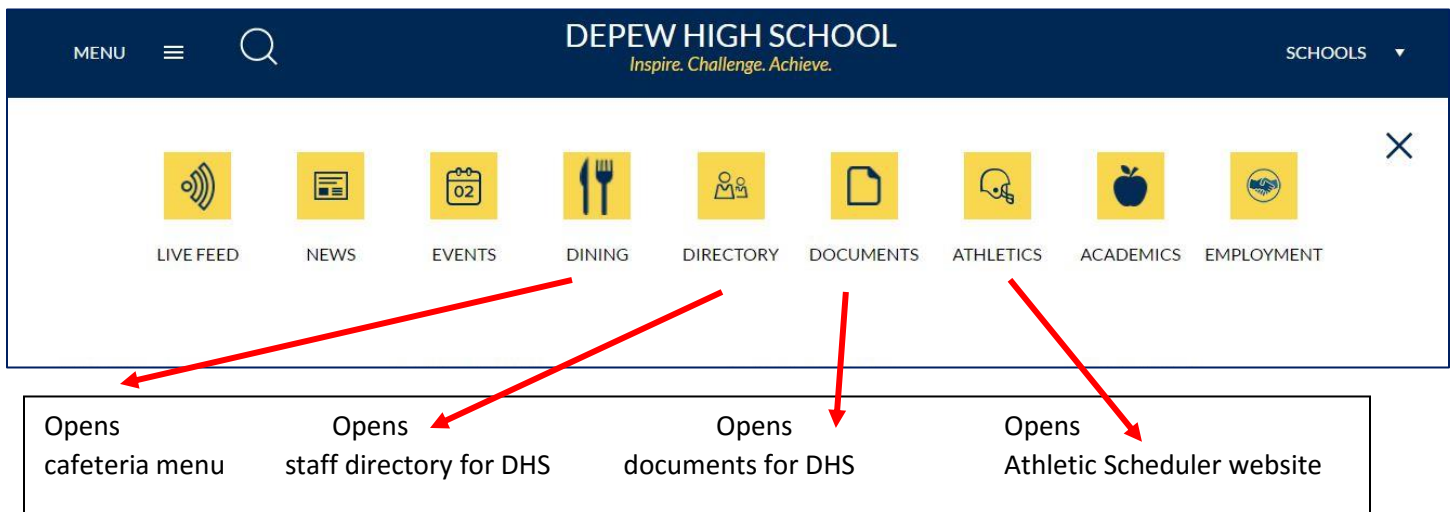 MENU DEPEW HIGH SCHOOL SCHOOLS
Inspire. Challenge. Achieve.
02
LIVE FEED NEWS EVENTS DINING DIRECTORY DOCUMENTS ATHLETICS ACADEMICS EMPLOYMENT
Opens Opens Opens Opens
cafeteria menu staff directory for DHS documents for DHS Athletic Scheduler website